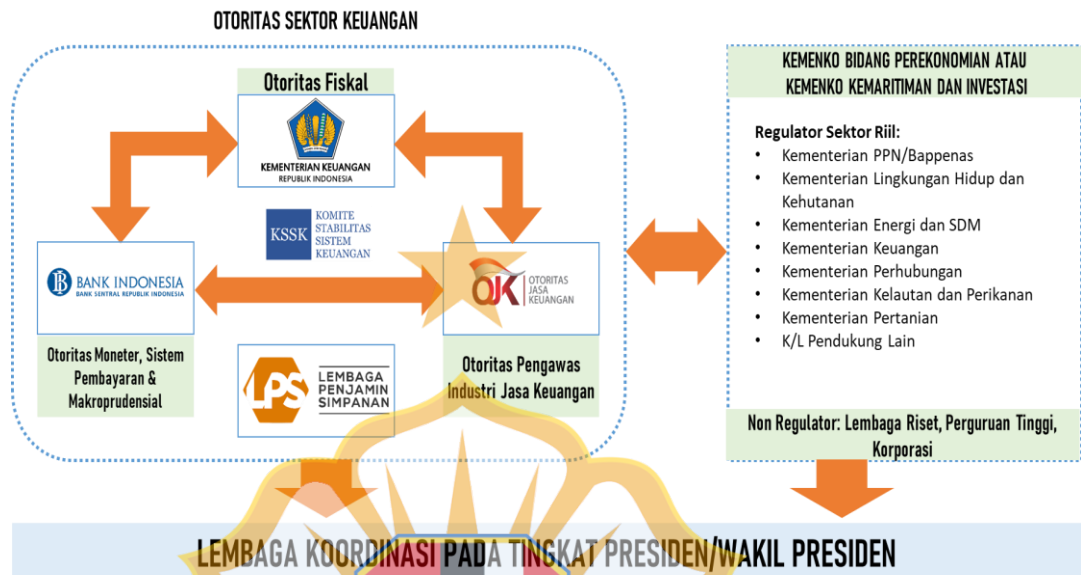 OTORITAS SEKTOR KEUANGAN
Otoritas Fiskal
KEMENTERIAN KEUANGAN
REPUBLIK INDONESIA
KSSK
KOMITE
STABILITAS
SISTEM
KEUANGAN
BANK INDONESIA
BANK SENTRAL REPUBLIK INDONESIA
OJK
OTORITAS
JASA
KEUANGAN
Otoritas Moneter, Sistem
Pembayaran &
Makroprudensial
LPS
LEMBAGA
PENJAMIN
SIMPANAN
Otoritas Pengawas
Industri Jasa Keuangan
KEMENKO BIDANG PEREKONOMIAN ATAU
KEMENKO KEMARITIMAN DAN INVESTASI
Regulator Sektor Riil:
• Kementerian PPN/Bappenas
• Kementerian Lingkungan Hidup dan
Kehutanan
• Kementerian Energi dan SDM
• Kementerian Keuangan
• Kementerian Perhubungan
• Kementerian Kelautan dan Perikanan
• Kementerian Pertanian
• K/L Pendukung Lain
Non Regulator: Lembaga Riset, Perguruan Tinggi,
Korporasi
LEMBAGA KOORDINASI PADA TINGKAT PRESIDEN/WAKIL PRESIDEN